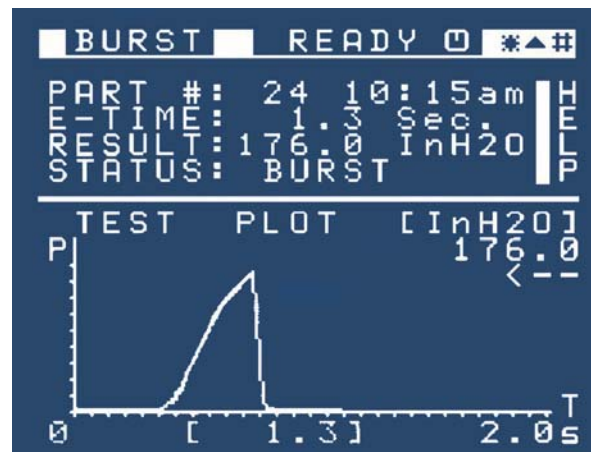 BURST READY
PART #: 24 10:15am
E-TIME: 1.3 Sec.
RESULT: 176.0 InH2O
STATUS: BURST
HELP
TEST PLOT [InH2O]
P 176.0
<--
T
0 [ 1.3] 2.0s